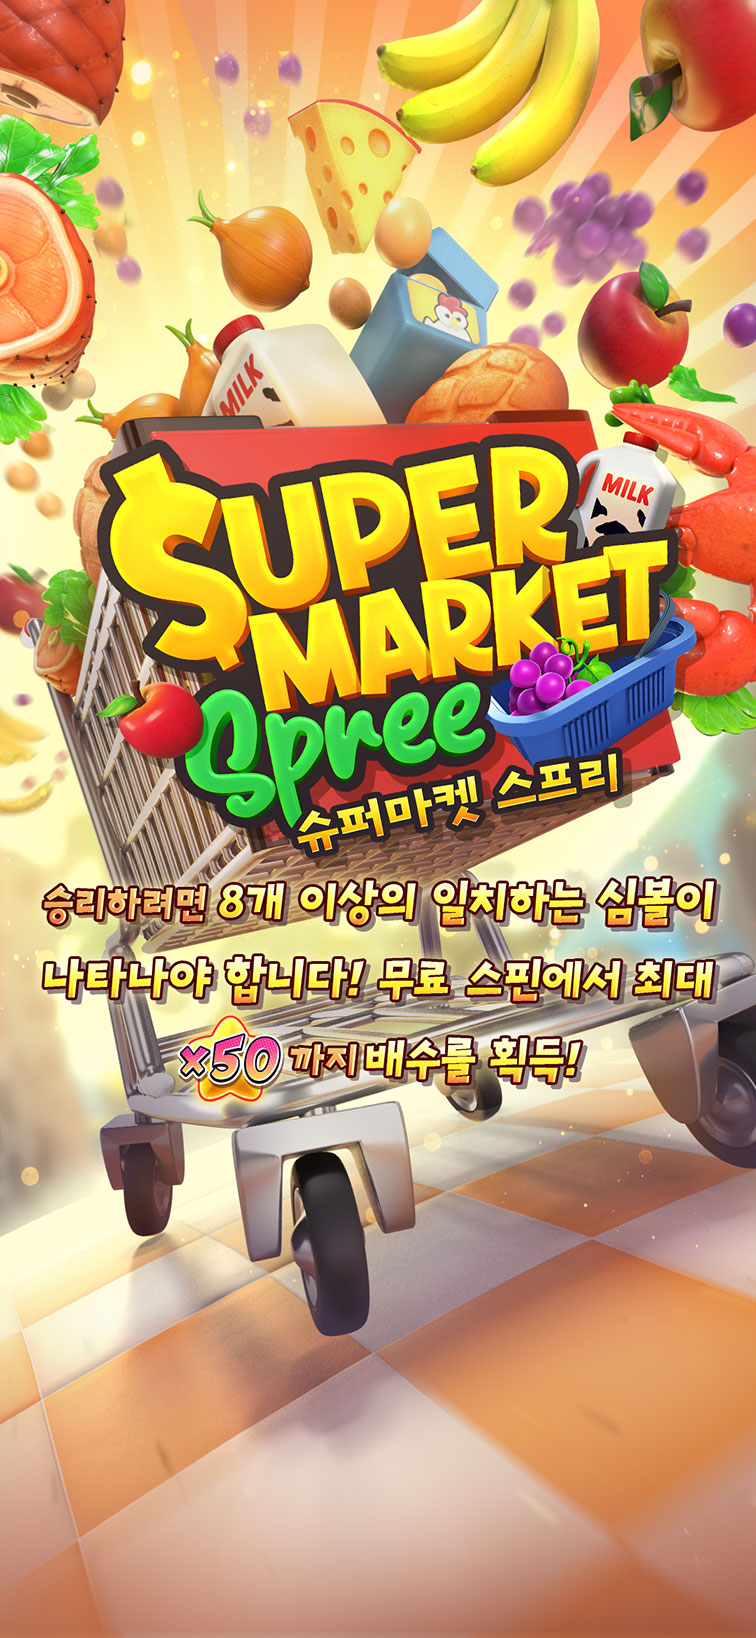 MILK
MILK
SUPER
MARKET
Spree
슈퍼마켓 스프리
승리하려면 8개 이상의 일치하는 심볼이
나타나야 합니다! 무료 스핀에서 최대
x50 까지 배수를 획득!